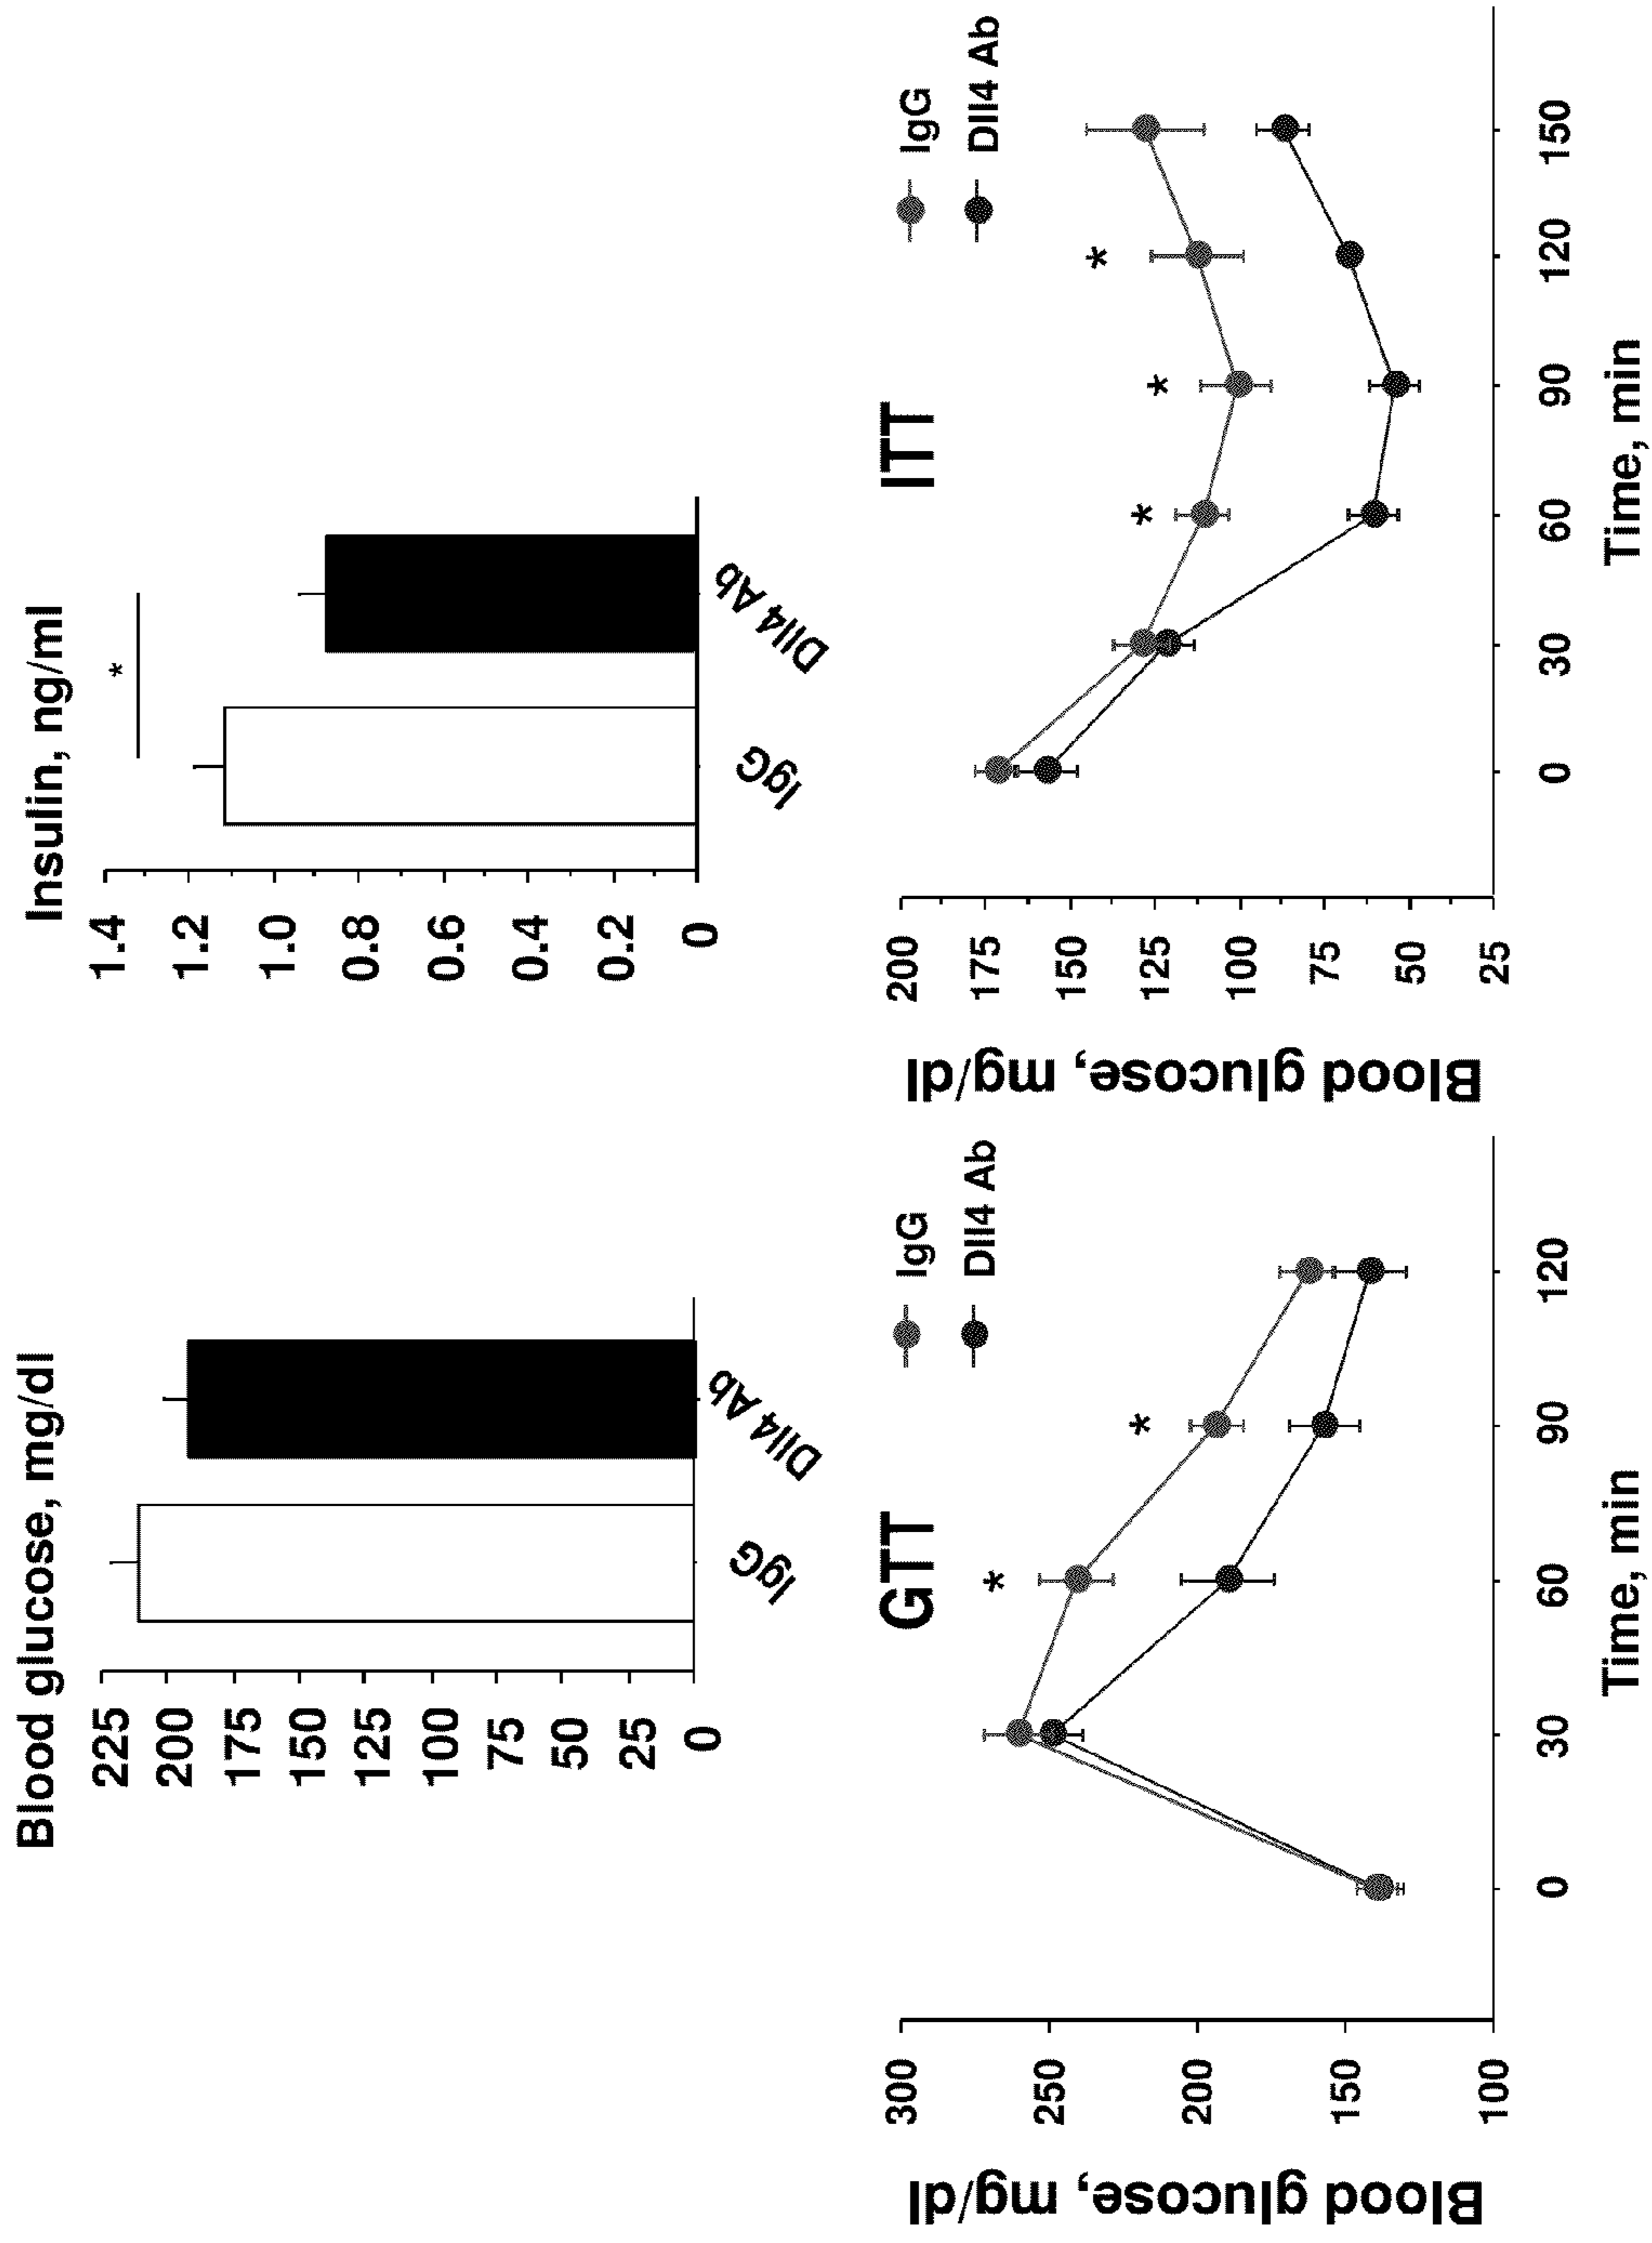 Blood glucose, mg/dl
225
200
175
150
125
100
75
50
25
0
IgG
Dll4 Ab
Insulin, ng/ml
*
1.4
1.2
1.0
0.8
0.6
0.4
0.2
0
IgG
Dll4 Ab
GTT
IgG
Dll4 Ab
Blood glucose, mg/dl
300
250
200
150
100
*
*
0 30 60 90 120
Time, min
ITT
IgG
Dll4 Ab
Blood glucose, mg/dl
200
175
150
125
100
75
50
25
*
*
*
0 30 60 90 120 150
Time, min